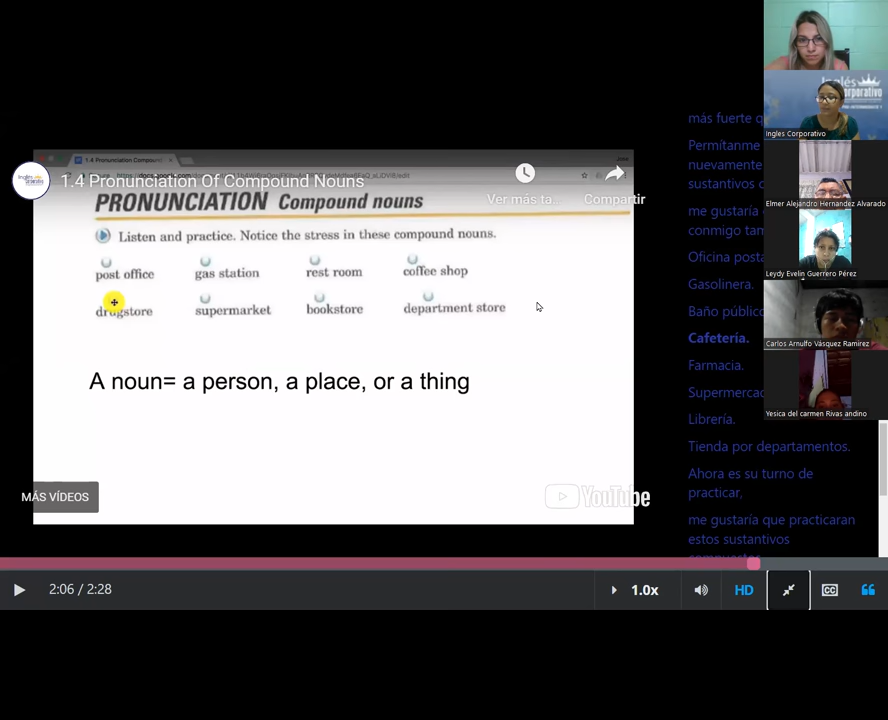 1.4 Pronunciation Of Compound Nouns
Ver más ta...
Compartir
PRONUNCIATION Compound nouns
Listen and practice. Notice the stress in these compound nouns.
post office gas station rest room coffee shop
drugstore supermarket bookstore department store
A noun= a person, a place, or a thing
MÁS VÍDEOS
YouTube
más fuerte
Permítanme
nuevamente
sustantivos
me gustaría
conmigo
Oficina
Gasolinera.
Baño
Cafetería.
Farmacia.
Librería.
Tienda por departamentos.
Ahora es su turno de
practicar,
me gustaría que practicaran
estos sustantivos
Inglés
Ingles Corporativo
Elmer Alejandro Hernandez Alvarado
Leydy Evelin Guerrero Pérez
Carlos Arnulfo Vásquez Ramírez
Yesica del carmen Rivas andino
2:06 / 2:28
1.0x
HD
CC